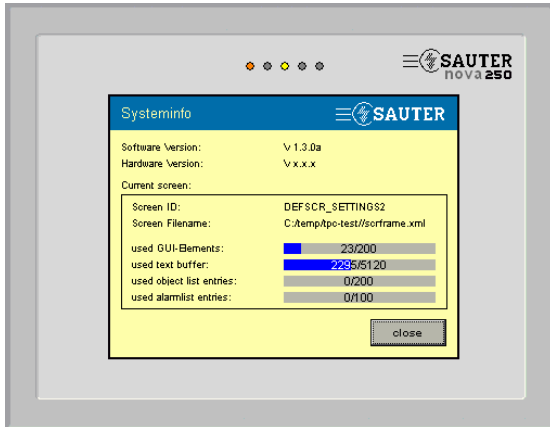 SAUTER
nova250
Systeminfo
SAUTER
Software Version: V 1.3.0a
Hardware Version: V x.x.x
Current screen:
Screen ID: DEFSCR_SETTINGS2
Screen Filename: C:/temp/tpc-test//scrframe.xml
used GUI-Elements: 23/200
used text buffer: 2295/5120
used object list entries: 0/200
used alarmlist entries: 0/100
close